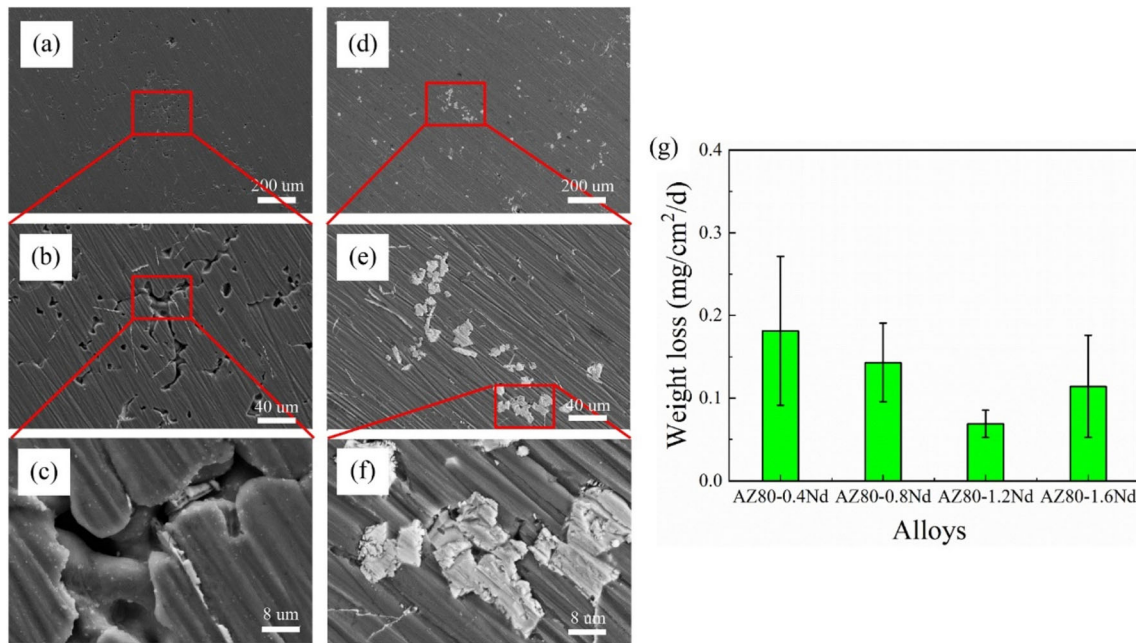 (a)
200 um
(b)
40 um
(c)
8 um
(d)
200 um
(e)
40 um
(f)
8 um
(g)
Weight loss (mg/cm²/d)
0.4
0.3
0.2
0.1
0.0
AZ80-0.4Nd AZ80-0.8Nd AZ80-1.2Nd AZ80-1.6Nd
Alloys